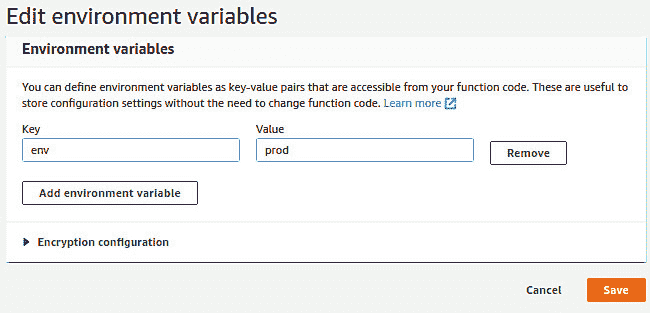 Edit environment variables
Environment variables
You can define environment variables as key-value pairs that are accessible from your function code. These are useful to
store configuration settings without the need to change function code. Learn more
Key Value
env prod Remove
Add environment variable
Encryption configuration
Cancel Save